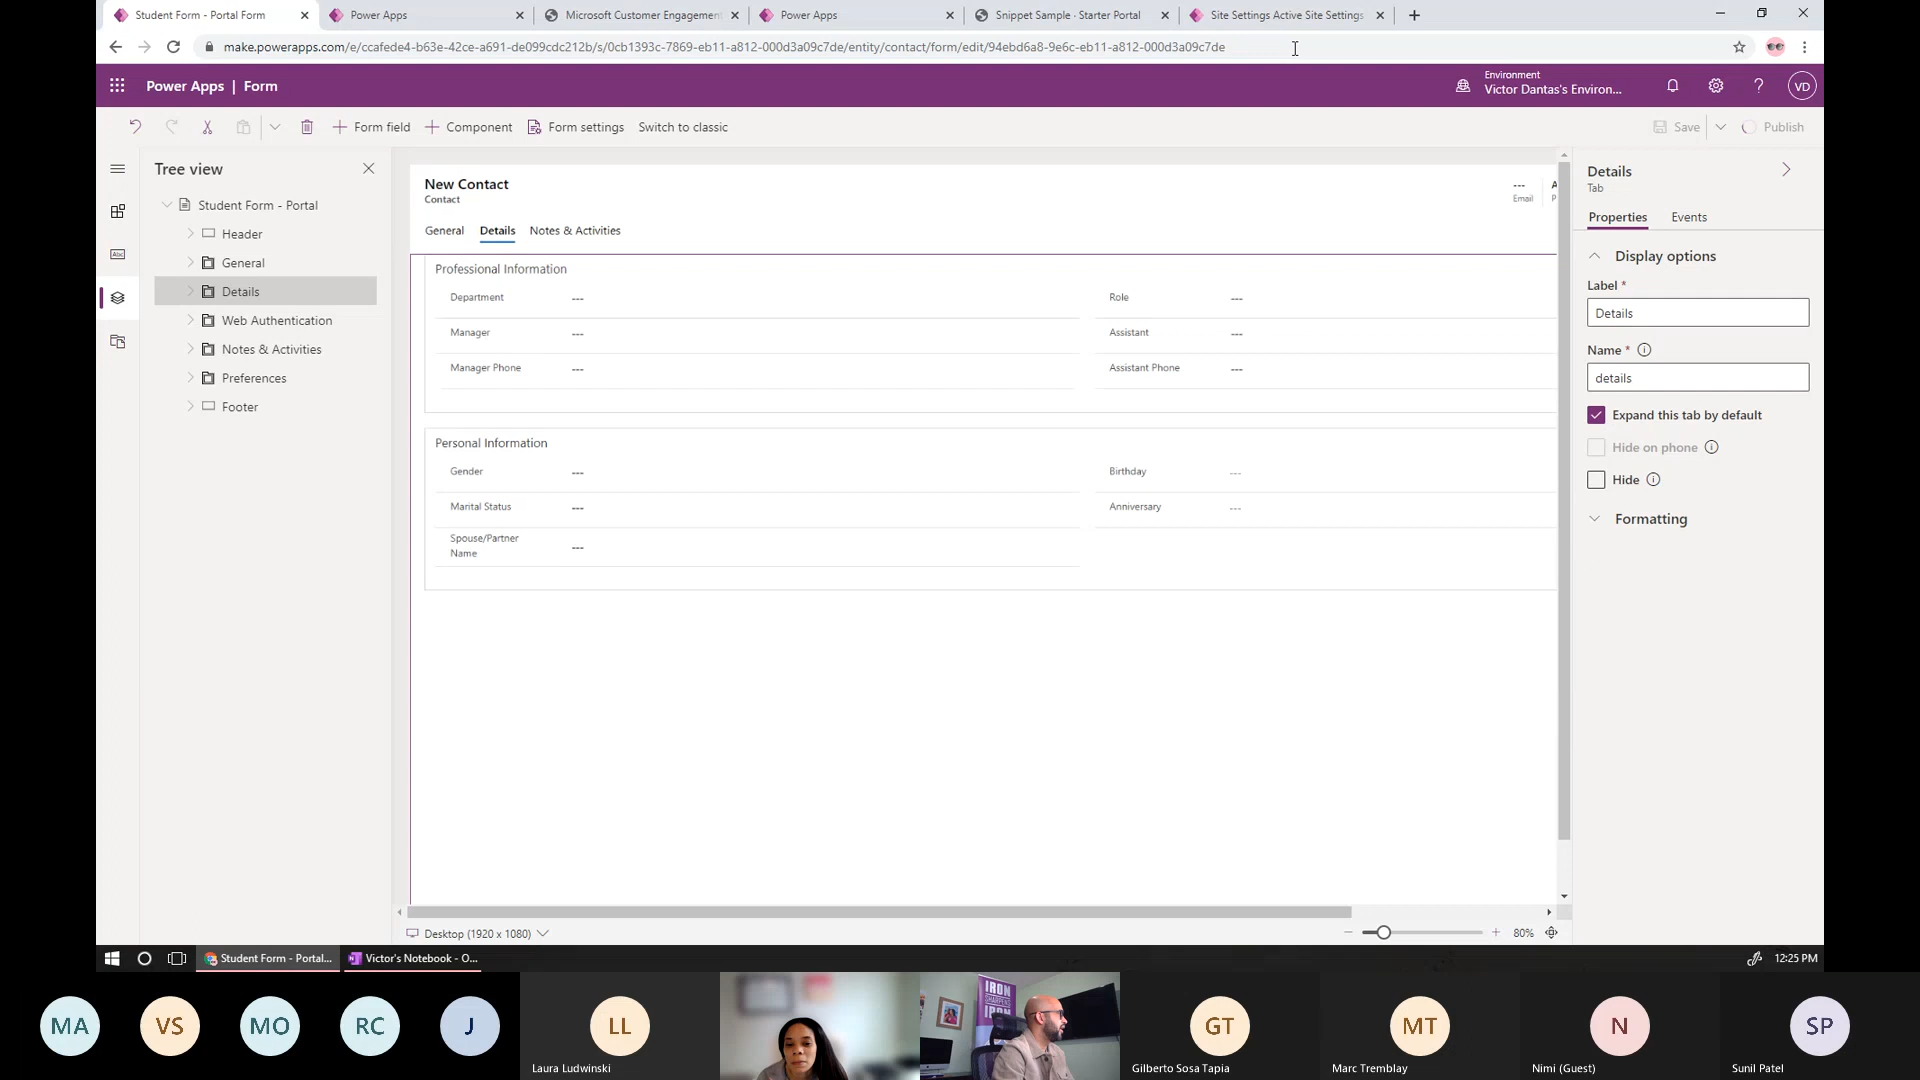 Student Form - Portal Form
Power Apps
Microsoft Customer Engagemen
Power Apps
Snippet Sample · Starter Portal
Site Settings Active Site Settings
make.powerapps.com/e/ccafede4-b63e-42ce-a691-de099cdc212b/s/0cb1393c-7869-eb11-a812-000d3a09c7de/entity/contact/form/edit/94ebd6a8-9e6c-eb11-a812-000d3a09c7de
Power Apps | Form
Environment
Victor Dantas's Environ...
VD
Form field
Component
Form settings
Switch to classic
Save
Publish
Tree view
Student Form - Portal
Header
General
Details
Web Authentication
Notes & Activities
Preferences
Footer
Abc
New Contact
Contact
---
Email
A
P
General
Details
Notes & Activities
Professional Information
Department ---
Role ---
Manager ---
Assistant ---
Manager Phone ---
Assistant Phone ---
Personal Information
Gender ---
Birthday ---
Marital Status ---
Anniversary ---
Spouse/Partner
Name ---
Details
Tab
Properties
Events
Display options
Label *
Details
Name *
details
Expand this tab by default
Hide on phone
Hide
Formatting
Desktop (1920 x 1080)
80%
Student Form - Portal...
Victor's Notebook - O...
12:25 PM
MA
VS
MO
RC
J
LL
Laura Ludwinski
IRON
SHARPENS
IRON
GT
Gilberto Sosa Tapia
MT
Marc Tremblay
N
Nimi (Guest)
SP
Sunil Patel